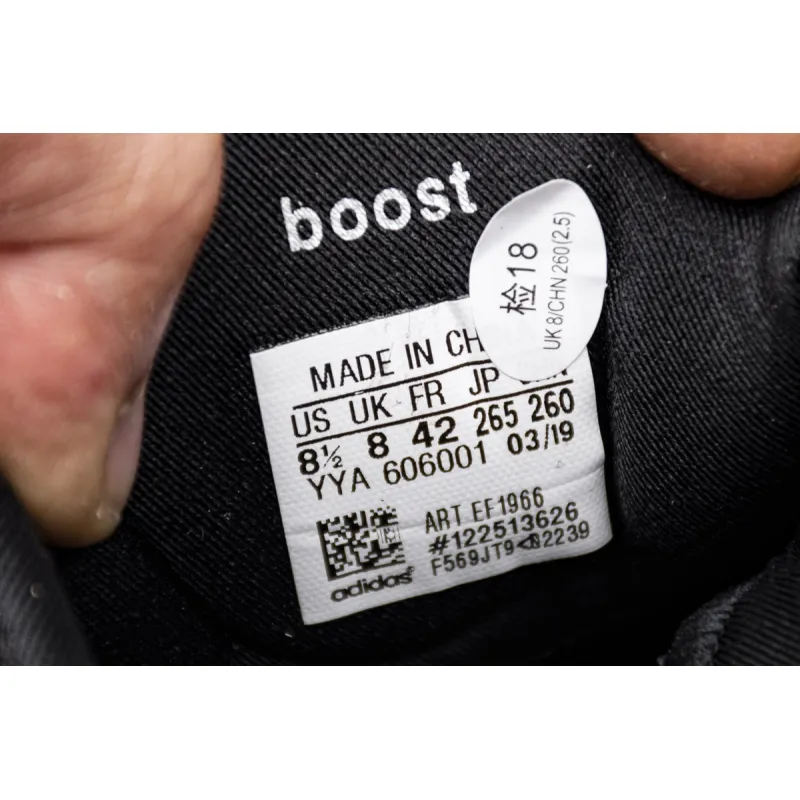 boost
检18
UK 8/CHN 260(2.5)
MADE IN CH
US UK FR JP
8½ 8 42 265 260
YYA 606001 03/19
ART EF1966
#122513626
F569JT9<82239
adidas